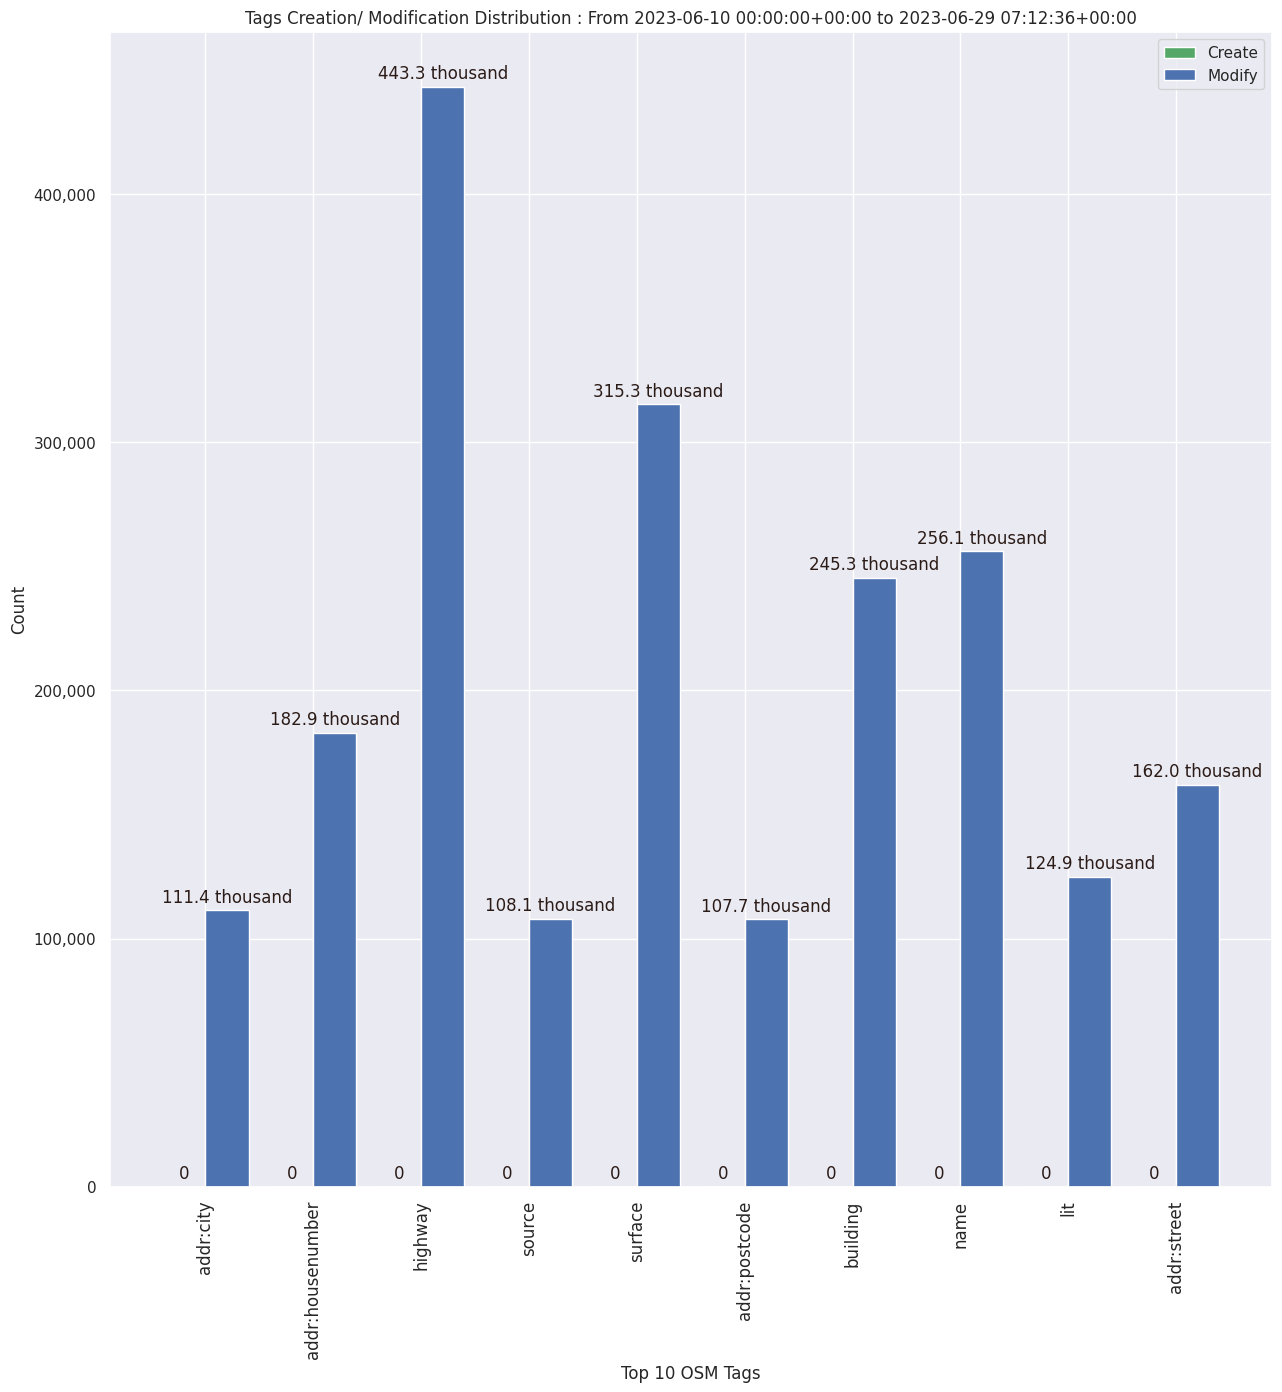 Tags Creation/ Modification Distribution : From 2023-06-10 00:00:00+00:00 to 2023-06-29 07:12:36+00:00
Create
Modify
443.3 thousand
400,000
315.3 thousand
300,000
256.1 thousand
245.3 thousand
Count
200,000
182.9 thousand
162.0 thousand
124.9 thousand
111.4 thousand
108.1 thousand
107.7 thousand
100,000
0
0
0
0
0
0
0
0
0
0
0
addr:city
addr:housenumber
highway
source
surface
addr:postcode
building
name
lit
addr:street
Top 10 OSM Tags